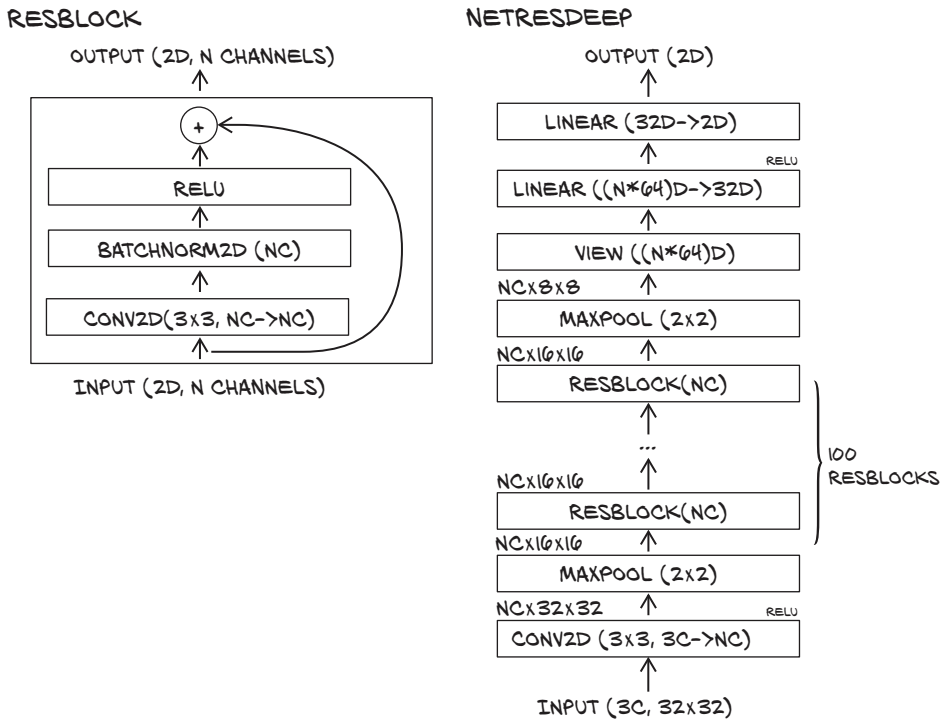 RESBLOCK
OUTPUT (2D, N CHANNELS)
+
RELU
BATCHNORM2D (NC)
CONV2D(3X3, NC->NC)
INPUT (2D, N CHANNELS)
NETRESDEEP
OUTPUT (2D)
LINEAR (32D->2D)
RELU
LINEAR ((N*64)D->32D)
VIEW ((N*64)D)
NCX8X8
MAXPOOL (2X2)
NCX16X16
RESBLOCK(NC)
...
100
RESBLOCKS
NCX16X16
RESBLOCK(NC)
NCX16X16
MAXPOOL (2X2)
NCX32X32
RELU
CONV2D (3X3, 3C->NC)
INPUT (3C, 32X32)